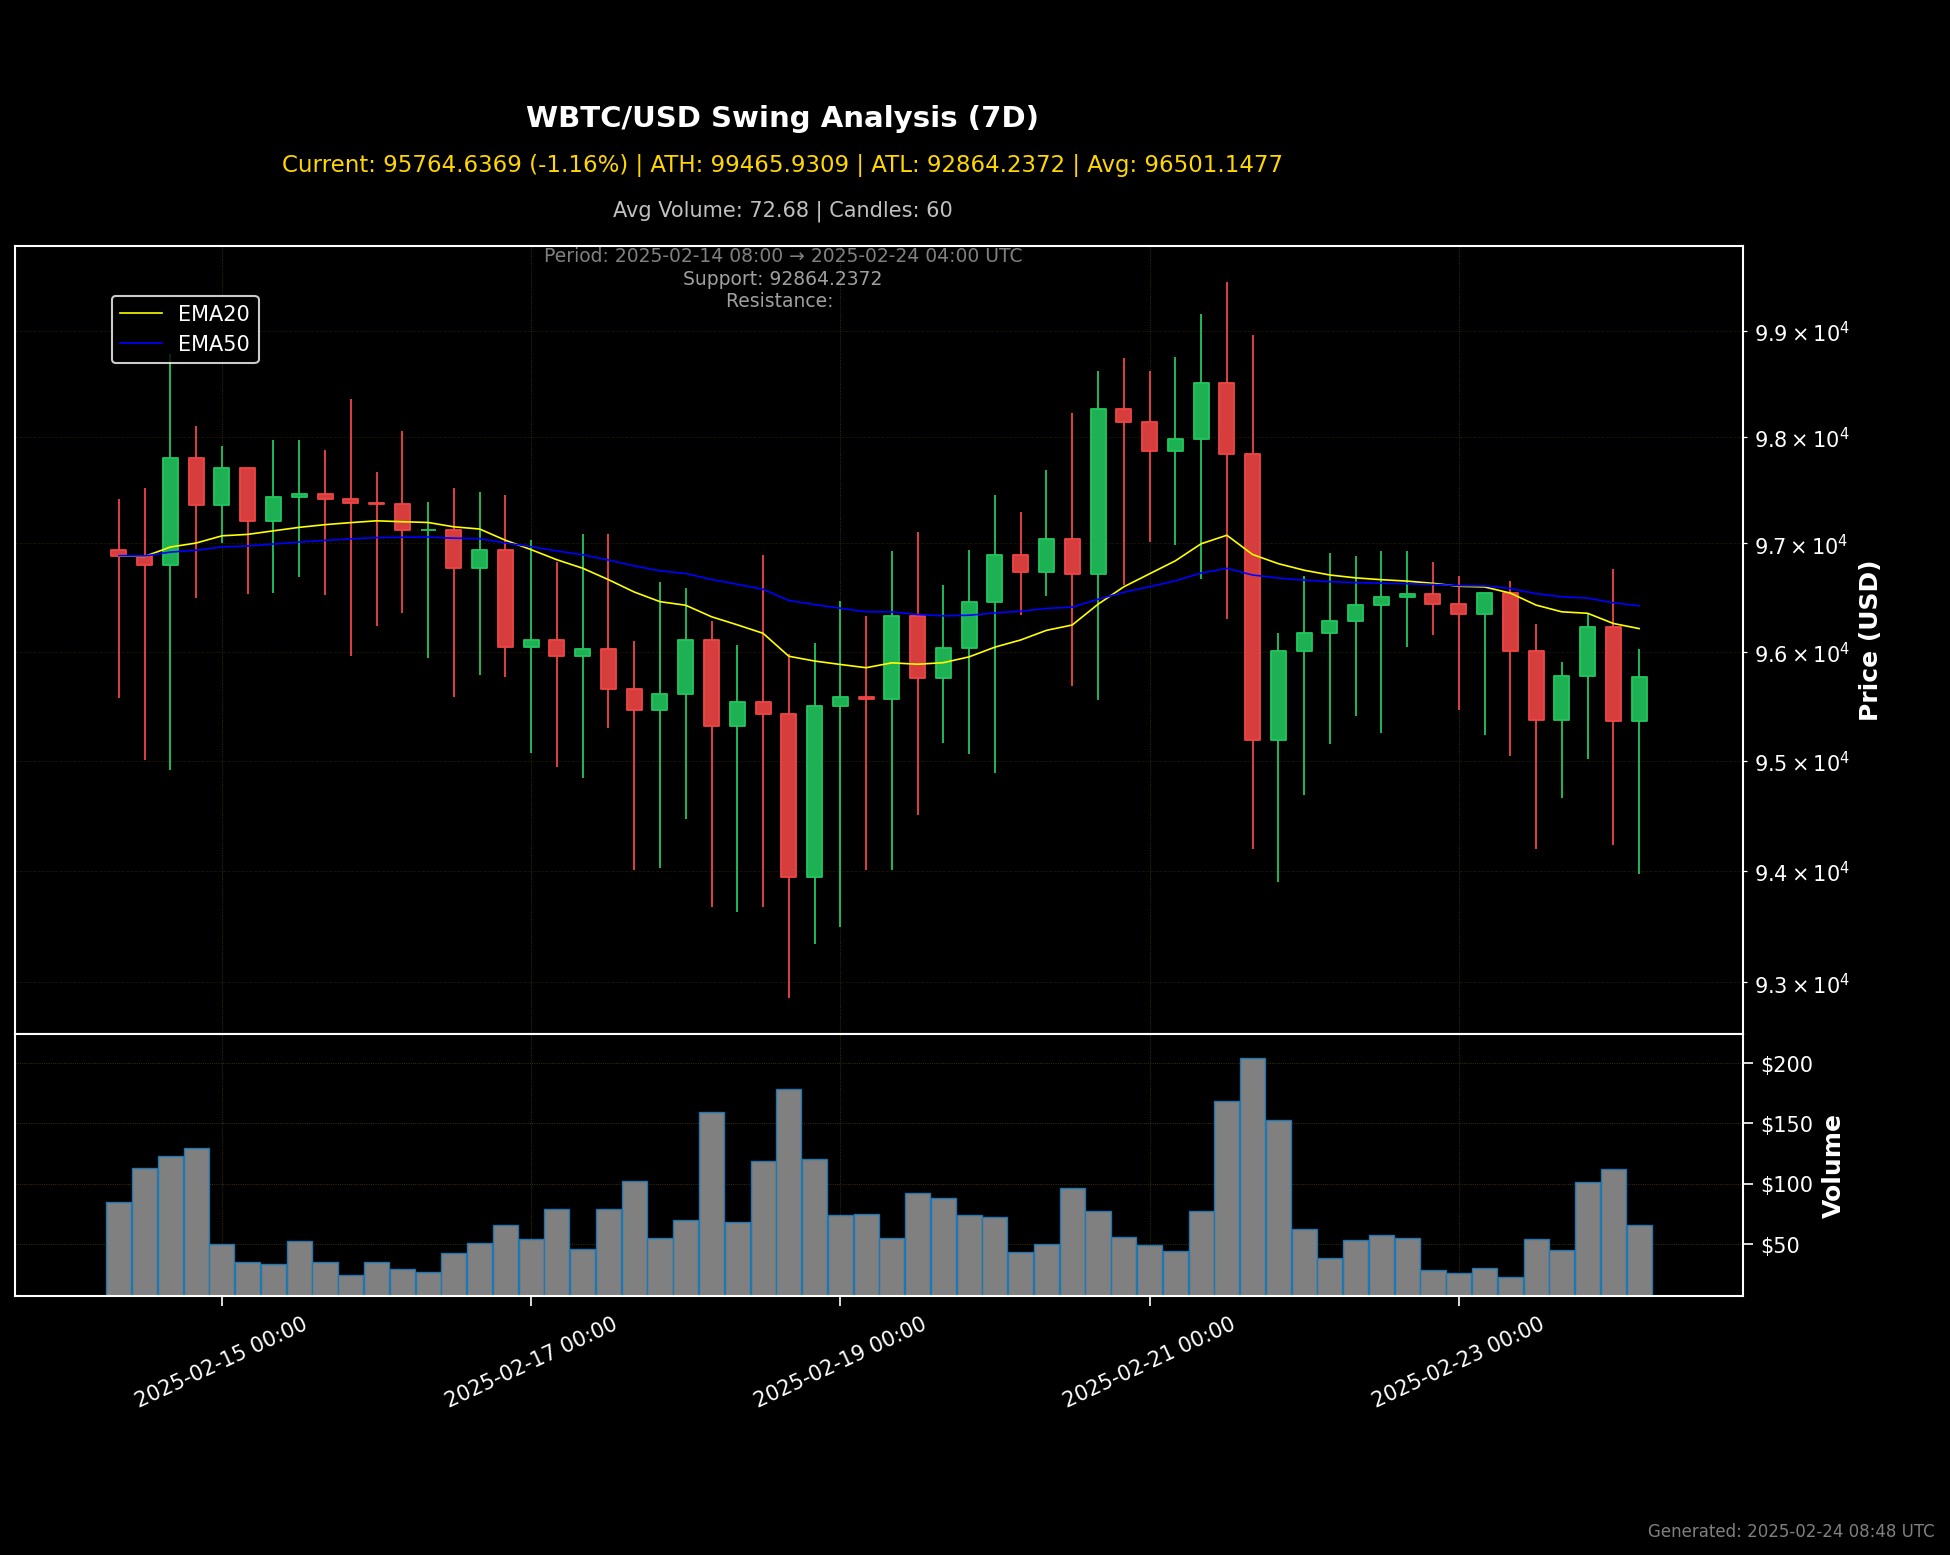 WBTC/USD Swing Analysis (7D)
Current: 95764.6369 (-1.16%) | ATH: 99465.9309 | ATL: 92864.2372 | Avg: 96501.1477
Avg Volume: 72.68 | Candles: 60
Period: 2025-02-14 08:00 → 2025-02-24 04:00 UTC
Support: 92864.2372
Resistance:
EMA20
EMA50
9.9 × 10⁴
9.8 × 10⁴
9.7 × 10⁴
9.6 × 10⁴
9.5 × 10⁴
9.4 × 10⁴
9.3 × 10⁴
Price (USD)
$200
$150
$100
$50
Volume
2025-02-15 00:00
2025-02-17 00:00
2025-02-19 00:00
2025-02-21 00:00
2025-02-23 00:00
Generated: 2025-02-24 08:48 UTC